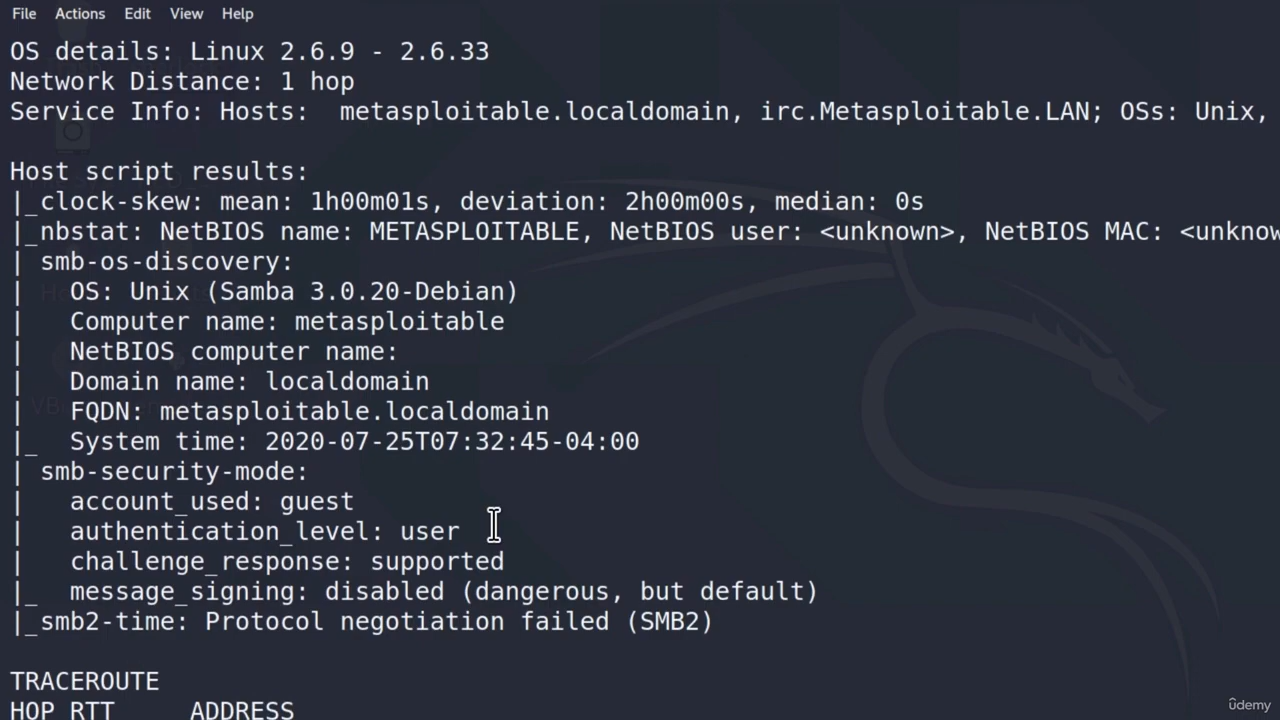 File Actions Edit View Help
OS details: Linux 2.6.9 - 2.6.33
Network Distance: 1 hop
Service Info: Hosts:  metasploitable.localdomain, irc.Metasploitable.LAN; OSs: Unix,
Host script results:
|_clock-skew: mean: 1h00m01s, deviation: 2h00m00s, median: 0s
|_nbstat: NetBIOS name: METASPLOITABLE, NetBIOS user: <unknown>, NetBIOS MAC: <unknow
| smb-os-discovery:
|   OS: Unix (Samba 3.0.20-Debian)
|   Computer name: metasploitable
|   NetBIOS computer name:
|   Domain name: localdomain
|   FQDN: metasploitable.localdomain
|_  System time: 2020-07-25T07:32:45-04:00
| smb-security-mode:
|   account_used: guest
|   authentication_level: user
|   challenge_response: supported
|_  message_signing: disabled (dangerous, but default)
|_smb2-time: Protocol negotiation failed (SMB2)
TRACEROUTE
HOP RTT     ADDRESS
udemy